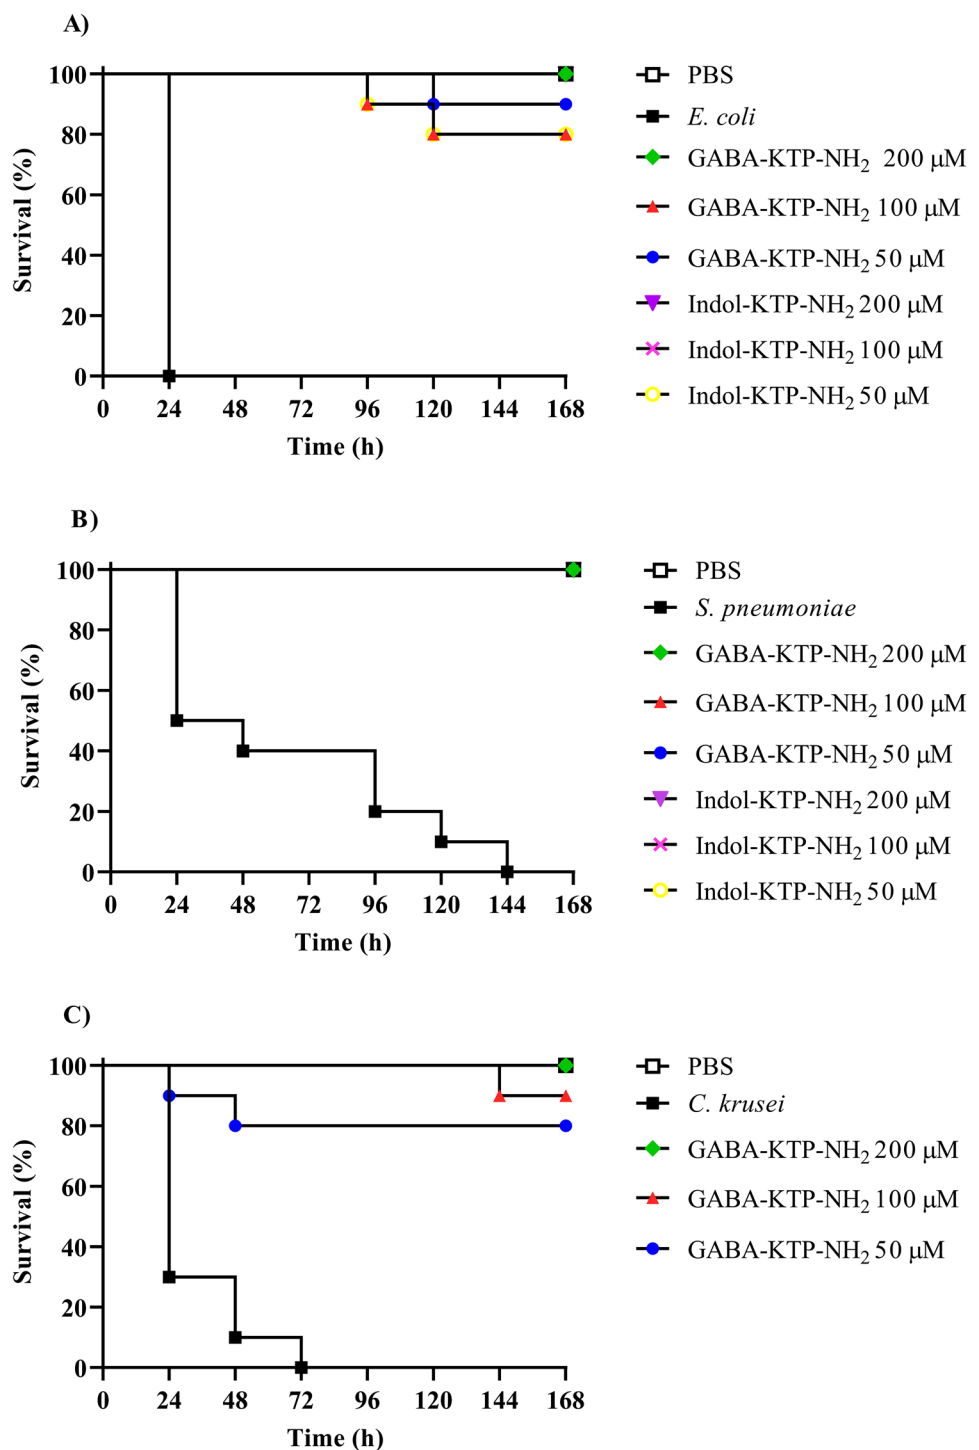 A)
100
80
60
40
20
0
Survival (%)
0 24 48 72 96 120 144 168
Time (h)
PBS
E. coli
GABA-KTP-NH2 200 μM
GABA-KTP-NH2 100 μM
GABA-KTP-NH2 50 μM
Indol-KTP-NH2 200 μM
Indol-KTP-NH2 100 μM
Indol-KTP-NH2 50 μM
B)
100
80
60
40
20
0
Survival (%)
0 24 48 72 96 120 144 168
Time (h)
PBS
S. pneumoniae
GABA-KTP-NH2 200 μM
GABA-KTP-NH2 100 μM
GABA-KTP-NH2 50 μM
Indol-KTP-NH2 200 μM
Indol-KTP-NH2 100 μM
Indol-KTP-NH2 50 μM
C)
100
80
60
40
20
0
Survival (%)
0 24 48 72 96 120 144 168
Time (h)
PBS
C. krusei
GABA-KTP-NH2 200 μM
GABA-KTP-NH2 100 μM
GABA-KTP-NH2 50 μM